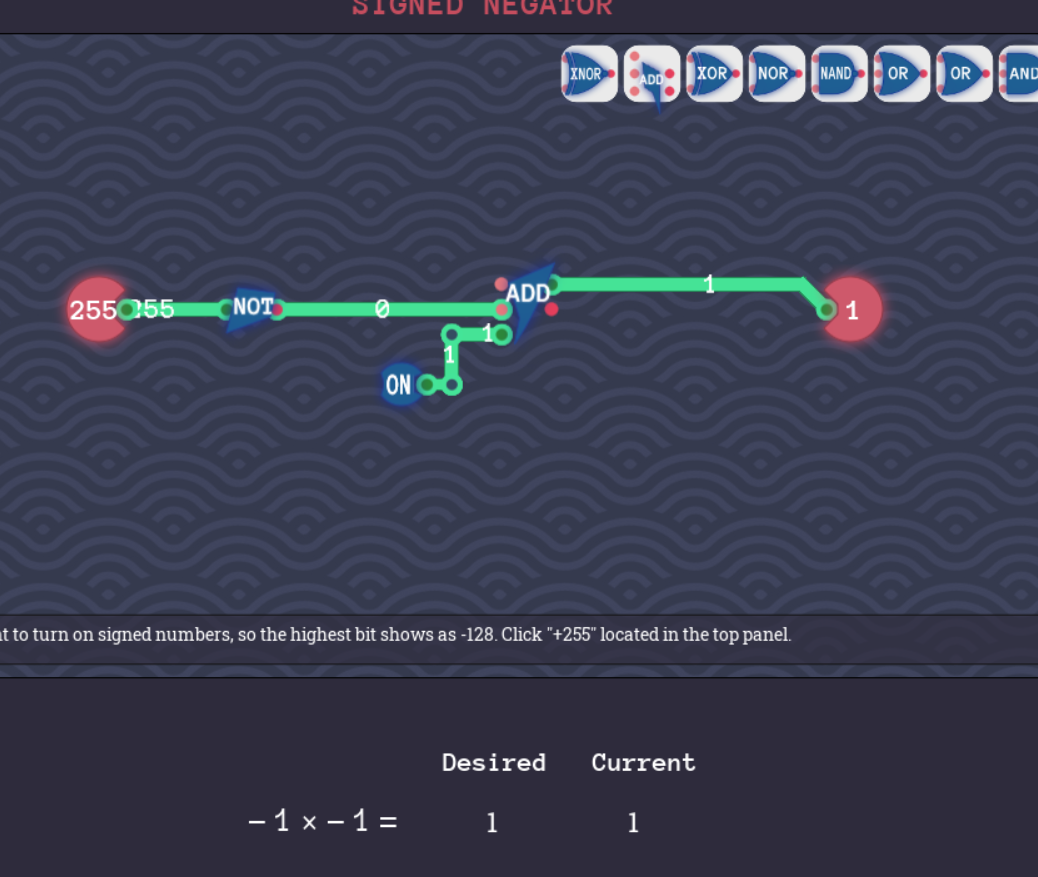 SIGNED NEGATOR
XNOR ADD XOR NOR NAND OR OR AND
255 255 NOT 0 ADD 1 1
1
1
ON
to turn on signed numbers, so the highest bit shows as -128. Click "+255" located in the top panel.
Desired Current
−1 × −1 = 1 1